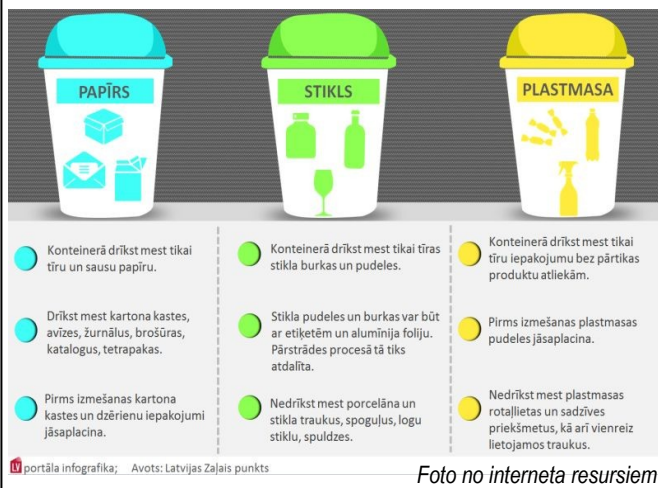 PAPĪRS
STIKLS
PLASTMASA
Konteinerā drīkst mest tikai
tīru un sausu papīru.
Drīkst mest kartona kastes,
avīzes, žurnālus, brošūras,
katalogus, tetrapakas.
Pirms izmešanas kartona
kastes un dzērienu iepakojumi
jāsaplacina.
Konteinerā drīkst mest tikai tīras
stikla burkas un pudeles.
Stikla pudeles un burkas var būt
ar etiķetēm un alumīnija foliju.
Pārstrādes procesā tā tiks
atdalīta.
Nedrīkst mest porcelāna un
stikla traukus, spoguļus, logu
stiklu, spuldzes.
Konteinerā drīkst mest tikai
tīru iepakojumu bez pārtikas
produktu atliekām.
Pirms izmešanas plastmasas
pudeles jāsaplacina.
Nedrīkst mest plastmasas
rotaļlietas un sadzīves
priekšmetus, kā arī vienreiz
lietojamos traukus.
LV portāla infografika; Avots: Latvijas Zaļais punkts
Foto no interneta resursiem